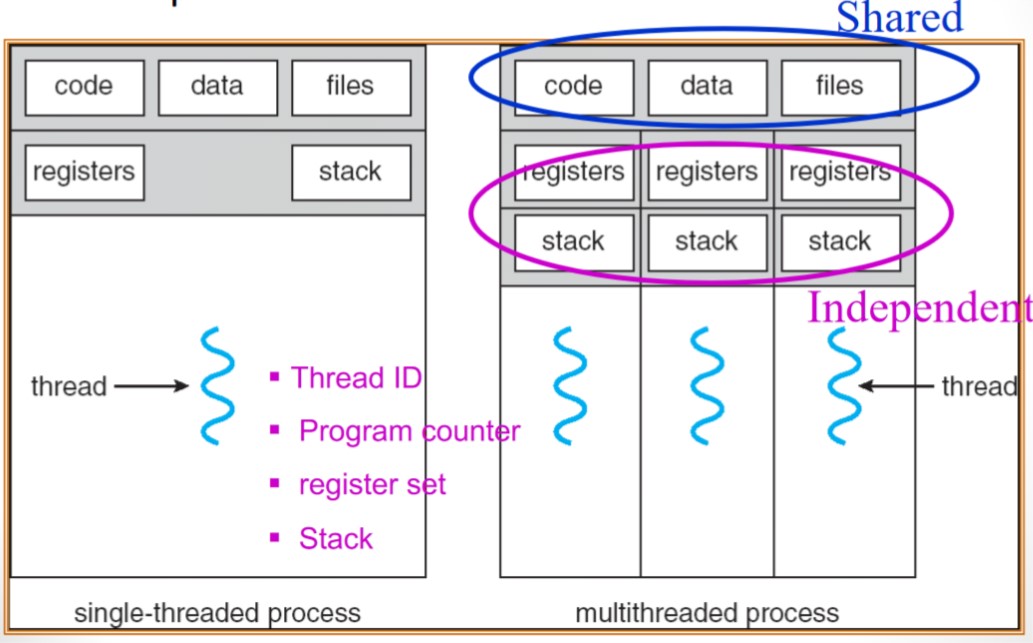 Shared
code data files
registers stack
code data files
registers registers registers
stack stack stack
Independent
thread
▪ Thread ID
▪ Program counter
▪ register set
▪ Stack
thread
single-threaded process
multithreaded process